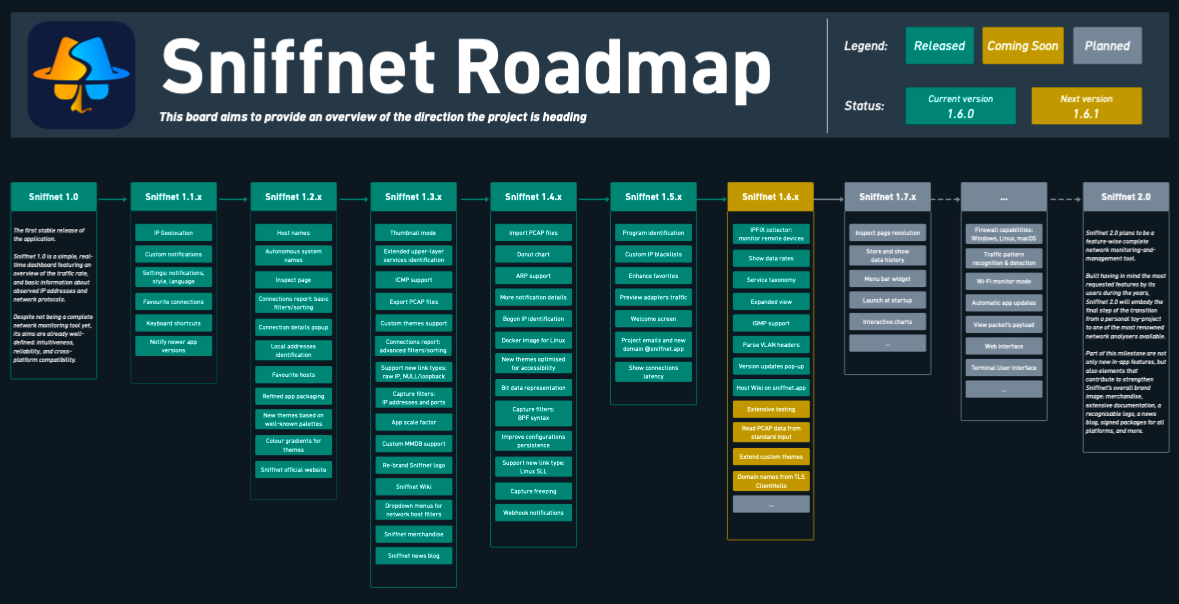 Sniffnet Roadmap
This board aims to provide an overview of the direction the project is heading
Legend:
Released
Coming Soon
Planned
Status:
Current version
1.6.0
Next version
1.6.1
Sniffnet 1.0
The first stable release of
the application.
Sniffnet 1.0 is a simple, real-
time dashboard featuring an
overview of the traffic rate,
and basic information about
observed IP addresses and
network protocols.
Despite not being a complete
network monitoring tool yet,
its aims are already well-
defined: intuitiveness,
reliability, and cross-
platform compatibility.
Sniffnet 1.1.x
IP Geolocation
Custom notifications
Settings: notifications,
style, language
Favourite connections
Keyboard shortcuts
Notify newer app
versions
Sniffnet 1.2.x
Host names
Autonomous system
names
Inspect page
Connections report: basic
filters/sorting
Connection details popup
Local addresses
identification
Favourite hosts
Refined app packaging
New themes based on
well-known palettes
Colour gradients for
themes
Sniffnet official website
Sniffnet 1.3.x
Thumbnail mode
Extended upper-layer
services identification
ICMP support
Export PCAP files
Custom themes support
Connections report:
advanced filters/sorting
Support new link types:
raw IP, NULL/loopback
Capture filters:
IP addresses and ports
App scale factor
Custom MMDB support
Re-brand Sniffnet logo
Sniffnet Wiki
Dropdown menus for
network host filters
Sniffnet merchandise
Sniffnet news blog
Sniffnet 1.4.x
Import PCAP files
Donut chart
ARP support
More notification details
Bogon IP identification
Docker image for Linux
New themes optimised
for accessibility
Bit data representation
Capture filters:
BPF syntax
Improve configurations
persistence
Support new link type:
Linux SLL
Capture freezing
Webhook notifications
Sniffnet 1.5.x
Program identification
Custom IP blacklists
Enhance favorites
Preview adapters traffic
Welcome screen
Project emails and new
domain @sniffnet.app
Show connections
latency
Sniffnet 1.6.x
IPFIX collector:
monitor remote devices
Show data rates
Service taxonomy
Expanded view
IGMP support
Parse VLAN headers
Version updates pop-up
Host Wiki on sniffnet.app
Extensive testing
Read PCAP data from
standard input
Extend custom themes
Domain names from TLS
ClientHello
...
Sniffnet 1.7.x
Inspect page revolution
Store and show
data history
Menu bar widget
Launch at startup
Interactive charts
...
...
Firewall capabilities:
Windows, Linux, macOS
Traffic pattern
recognition & detection
Wi-Fi monitor mode
Automatic app updates
View packet's payload
Web interface
Terminal User Interface
...
Sniffnet 2.0
Sniffnet 2.0 plans to be a
feature-wise complete
network monitoring-and-
management tool.
Built having in mind the most
requested features by its
users during the years,
Sniffnet 2.0 will embody the
final step of the transition
from a personal toy-project
to one of the most renowned
network analysers available.
Part of this milestone are not
only new in-app features, but
also elements that
contribute to strengthen
Sniffnet's overall brand
image: merchandise,
extensive documentation, a
recognisable logo, a news
blog, signed packages for all
platforms, and more.